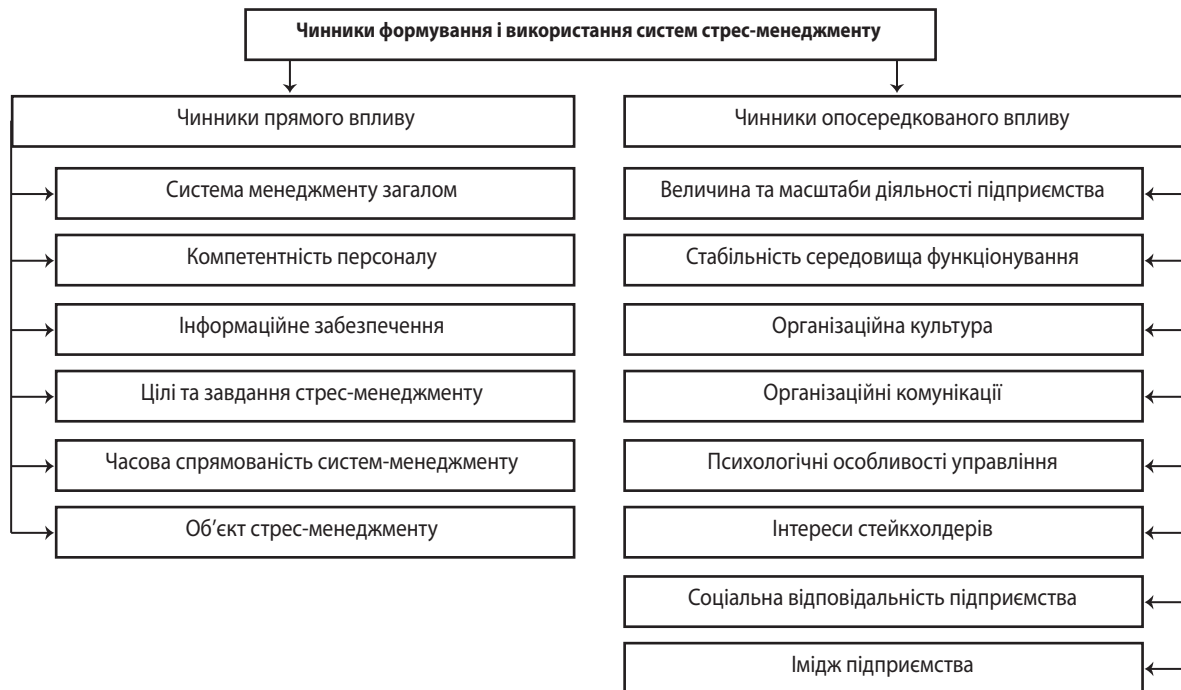 Чинники формування і використання систем стрес-менеджменту
Чинники прямого впливу
Система менеджменту загалом
Компетентність персоналу
Інформаційне забезпечення
Цілі та завдання стрес-менеджменту
Часова спрямованість систем-менеджменту
Об’єкт стрес-менеджменту
Чинники опосередкованого впливу
Величина та масштаби діяльності підприємства
Стабільність середовища функціонування
Організаційна культура
Організаційні комунікації
Психологічні особливості управління
Інтереси стейкхолдерів
Соціальна відповідальність підприємства
Імідж підприємства